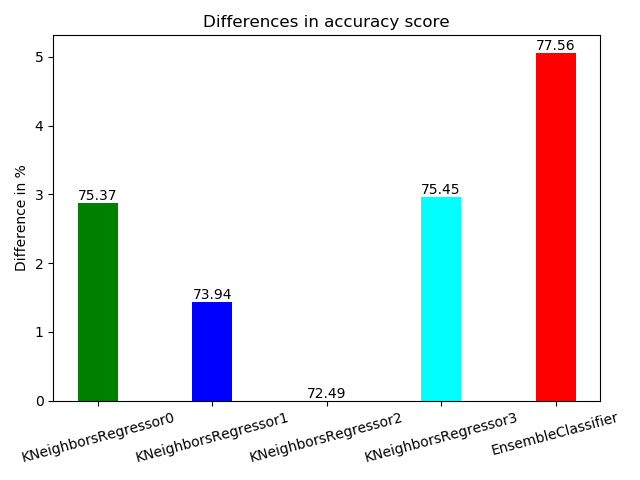 Differences in accuracy score
Difference in %
5
4
3
2
1
0
75.37
73.94
72.49
75.45
77.56
KNeighborsRegressor0
KNeighborsRegressor1
KNeighborsRegressor2
KNeighborsRegressor3
EnsembleClassifier